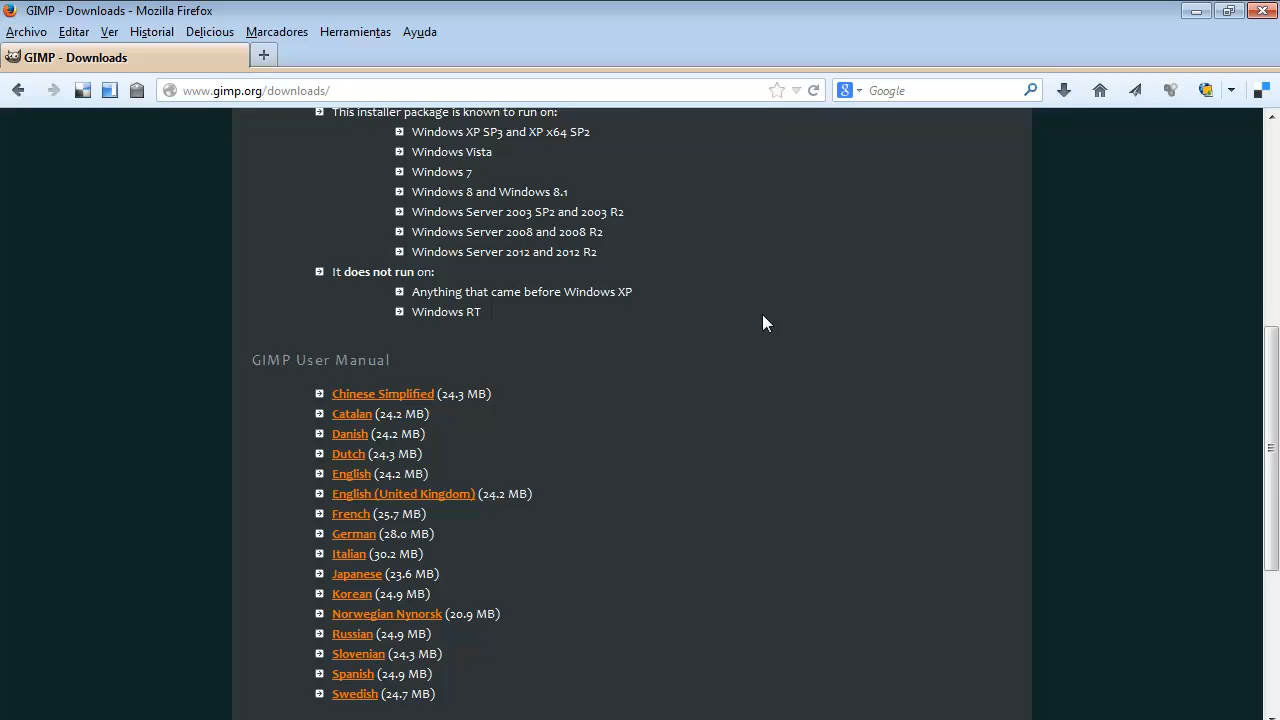 GIMP - Downloads - Mozilla Firefox
Archivo Editar Ver Historial Delicious Marcadores Herramientas Ayuda
GIMP - Downloads
www.gimp.org/downloads/ Google
This installer package is known to run on:
Windows XP SP3 and XP x64 SP2
Windows Vista
Windows 7
Windows 8 and Windows 8.1
Windows Server 2003 SP2 and 2003 R2
Windows Server 2008 and 2008 R2
Windows Server 2012 and 2012 R2
It does not run on:
Anything that came before Windows XP
Windows RT
GIMP User Manual
Chinese Simplified (24.3 MB)
Catalan (24.2 MB)
Danish (24.2 MB)
Dutch (24.3 MB)
English (24.2 MB)
English (United Kingdom) (24.2 MB)
French (25.7 MB)
German (28.0 MB)
Italian (30.2 MB)
Japanese (23.6 MB)
Korean (24.9 MB)
Norwegian Nynorsk (20.9 MB)
Russian (24.9 MB)
Slovenian (24.3 MB)
Spanish (24.9 MB)
Swedish (24.7 MB)